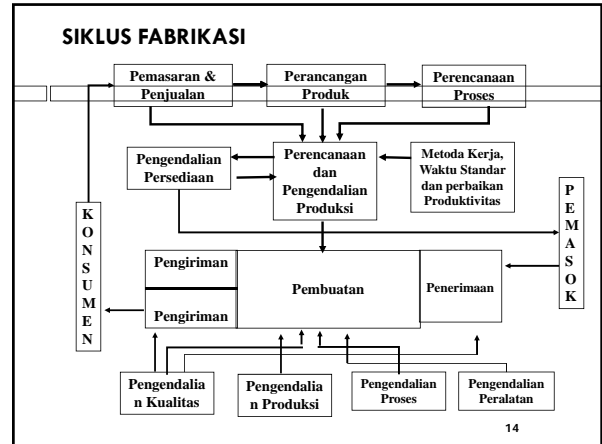 SIKLUS FABRIKASI
Pemasaran &
Penjualan
Perancangan
Produk
Perencanaan
Proses
Pengendalian
Persediaan
Perencanaan
dan
Pengendalian
Produksi
Metoda Kerja,
Waktu Standar
dan perbaikan
Produktivitas
K
O
N
S
U
M
E
N
P
E
M
A
S
O
K
Pengiriman
Pengiriman
Pembuatan
Penerimaan
Pengendalia
n Kualitas
Pengendalia
n Produksi
Pengendalian
Proses
Pengendalian
Peralatan
14